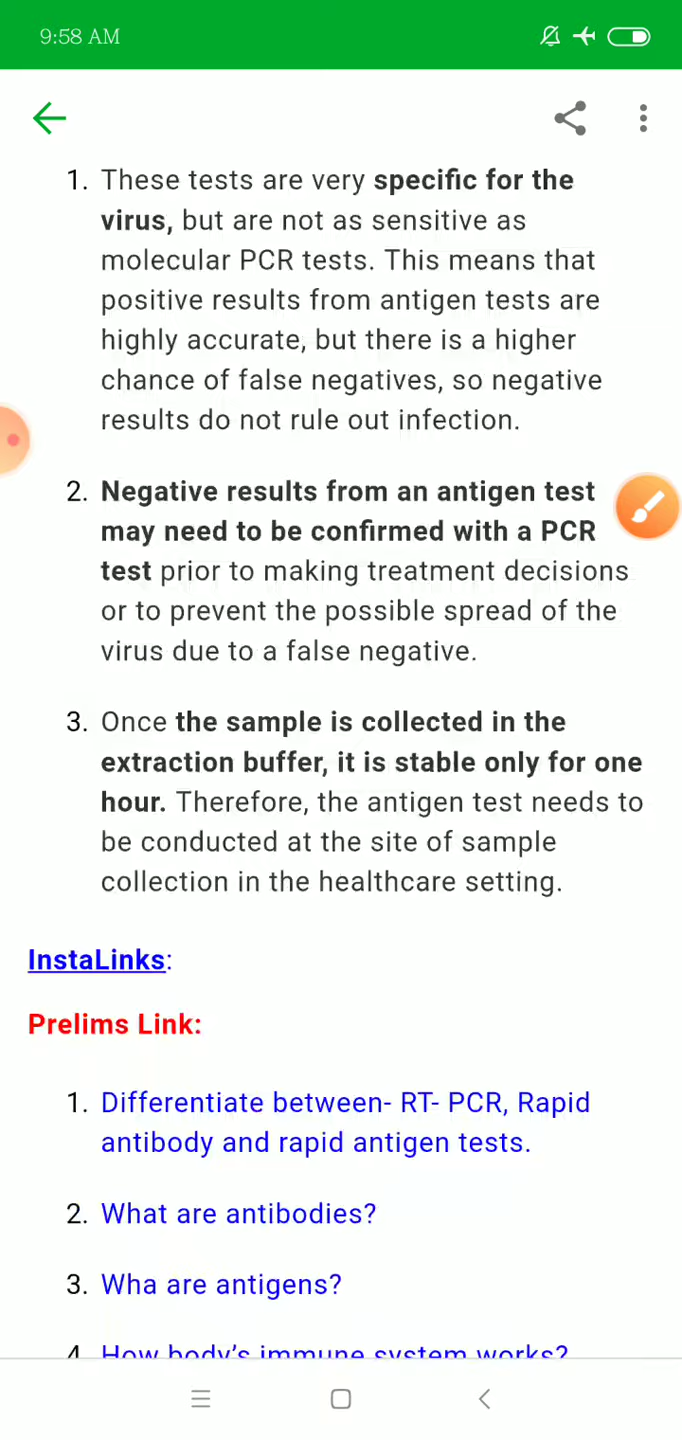 9:58 AM
1. These tests are very specific for the
virus, but are not as sensitive as
molecular PCR tests. This means that
positive results from antigen tests are
highly accurate, but there is a higher
chance of false negatives, so negative
results do not rule out infection.
2. Negative results from an antigen test
may need to be confirmed with a PCR
test prior to making treatment decisions
or to prevent the possible spread of the
virus due to a false negative.
3. Once the sample is collected in the
extraction buffer, it is stable only for one
hour. Therefore, the antigen test needs to
be conducted at the site of sample
collection in the healthcare setting.
InstaLinks:
Prelims Link:
1. Differentiate between- RT- PCR, Rapid
antibody and rapid antigen tests.
2. What are antibodies?
3. Wha are antigens?
4. How body’s immune system works?